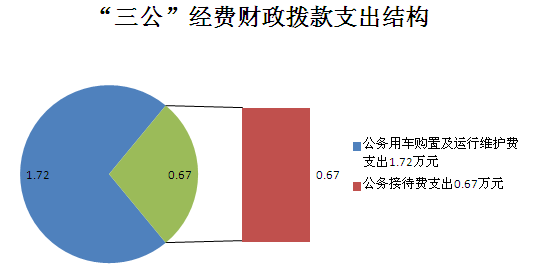 “三公”经费财政拨款支出结构
1.72
0.67
0.67
公务用车购置及运行维护费
支出1.72万元
公务接待费支出0.67万元